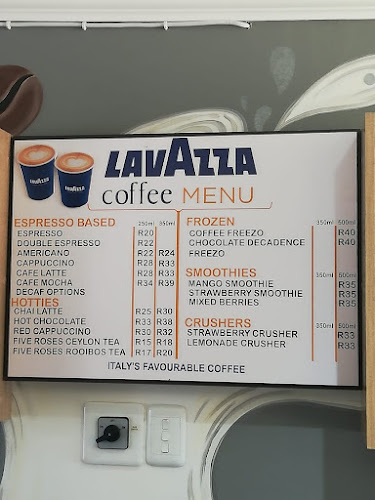 LAVAZZA
coffee MENU
ESPRESSO BASED 250ml 350ml
ESPRESSO R20
DOUBLE ESPRESSO R22
AMERICANO R22 R24
CAPPUCCINO R28 R33
CAFE LATTE R28 R33
CAFE MOCHA R34 R39
DECAF OPTIONS
HOTTIES
CHAI LATTE R25 R30
HOT CHOCOLATE R33 R38
RED CAPPUCCINO R30 R32
FIVE ROSES CEYLON TEA R15 R18
FIVE ROSES ROOIBOS TEA R17 R20
FROZEN 350ml 500ml
COFFEE FREEZO R40
CHOCOLATE DECADENCE R40
FREEZO
SMOOTHIES 350ml 500ml
MANGO SMOOTHIE R35
STRAWBERRY SMOOTHIE R35
MIXED BERRIES R35
CRUSHERS 350ml 500ml
STRAWBERRY CRUSHER R33
LEMONADE CRUSHER R33
ITALY'S FAVOURABLE COFFEE
LAVAZZA
LAVAZZA